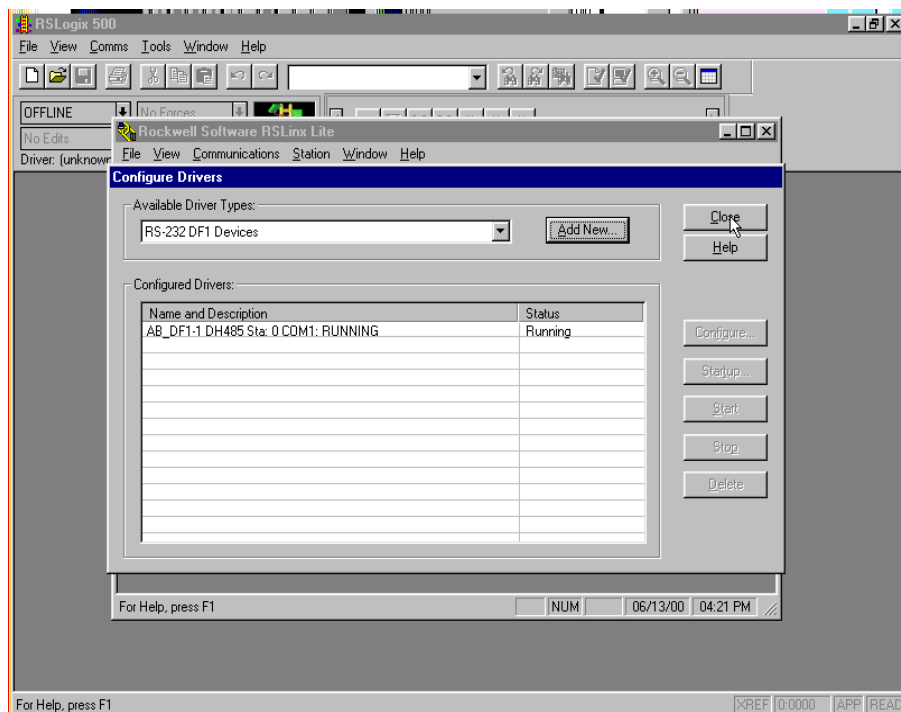 RSLogix 500
File View Comms Tools Window Help
OFFLINE
No Forces
No Edits
Driver: (unknown
Rockwell Software RSLinx Lite
File View Communications Station Window Help
Configure Drivers
Available Driver Types:
RS-232 DF1 Devices
Add New...
Close
Help
Configured Drivers:
Name and Description Status
AB_DF1-1 DH485 Sta: 0 COM1: RUNNING Running
Configure...
Startup...
Start
Stop
Delete
For Help, press F1 NUM 06/13/00 04:21 PM
For Help, press F1 XREF 0:0000 APP READ